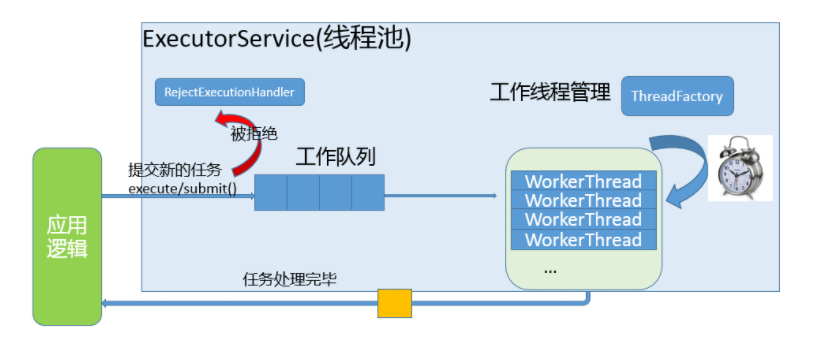 ExecutorService(线程池)
RejectExecutionHandler
工作线程管理
ThreadFactory
被拒绝
工作队列
提交新的任务
execute/submit()
WorkerThread
WorkerThread
WorkerThread
WorkerThread
...
应用
逻辑
任务处理完毕